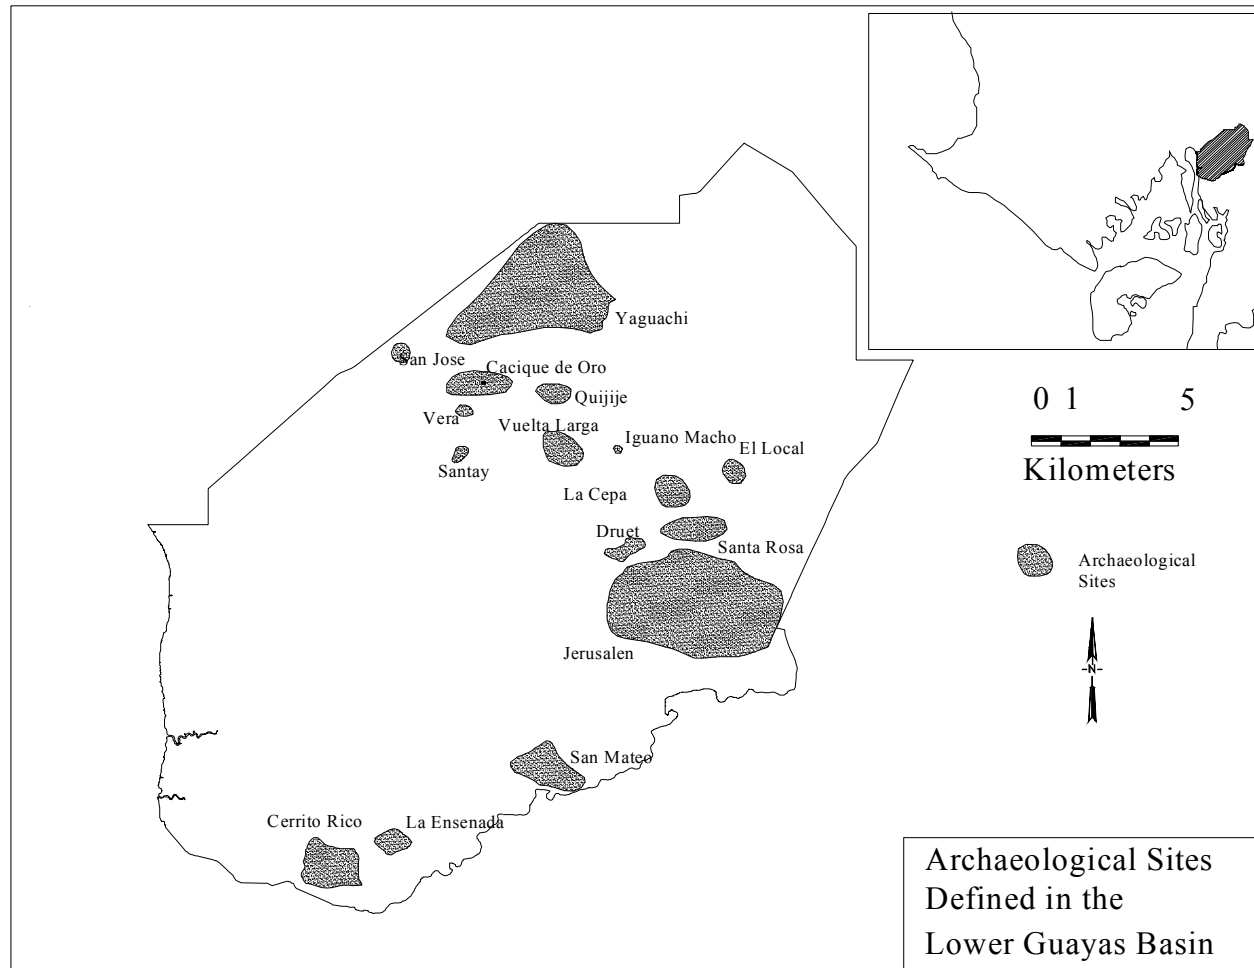 Yaguachi
San Jose
Cacique de Oro
Quijije
Vera
Vuelta Larga
Iguano Macho
El Local
Santay
La Cepa
Druet
Santa Rosa
Jerusalen
San Mateo
Cerrito Rico
La Ensenada
0 1 5
Kilometers
Archaeological
Sites
N
Archaeological Sites
Defined in the
Lower Guayas Basin